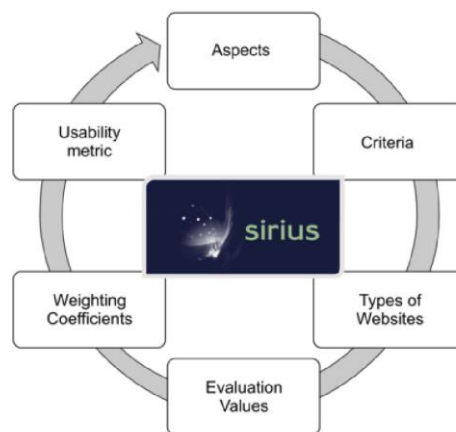 Aspects
Criteria
Types of
Websites
Evaluation
Values
Weighting
Coefficients
Usability
metric
sirius